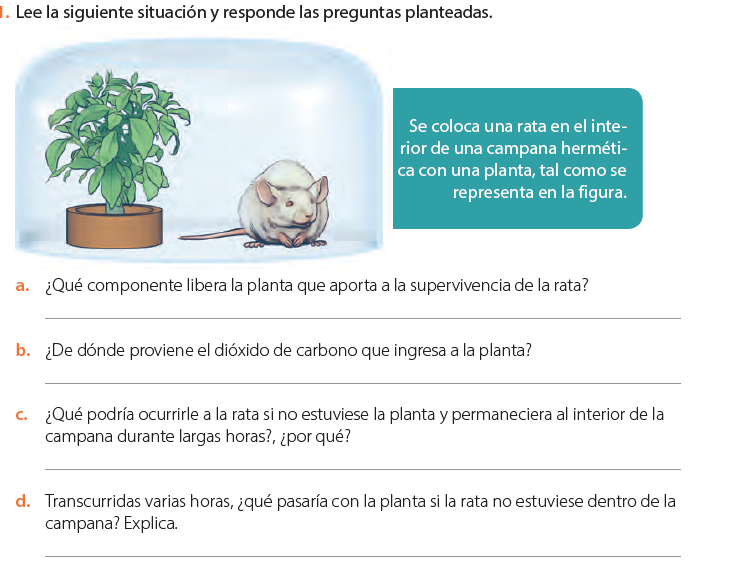 1. Lee la siguiente situación y responde las preguntas planteadas.
Se coloca una rata en el inte-
rior de una campana herméti-
ca con una planta, tal como se
representa en la figura.
a. ¿Qué componente libera la planta que aporta a la supervivencia de la rata?
b. ¿De dónde proviene el dióxido de carbono que ingresa a la planta?
c. ¿Qué podría ocurrirle a la rata si no estuviese la planta y permaneciera al interior de la
campana durante largas horas?, ¿por qué?
d. Transcurridas varias horas, ¿qué pasaría con la planta si la rata no estuviese dentro de la
campana? Explica.